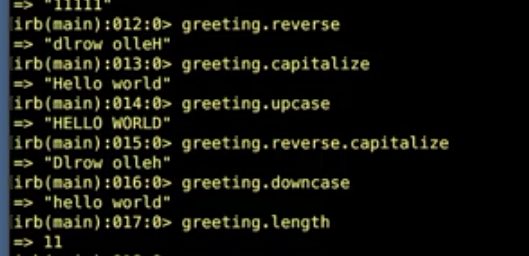 => "11111"
irb(main):012:0> greeting.reverse
=> "dlrow olleH"
irb(main):013:0> greeting.capitalize
=> "Hello world"
irb(main):014:0> greeting.upcase
=> "HELLO WORLD"
irb(main):015:0> greeting.reverse.capitalize
=> "Dlrow olleh"
irb(main):016:0> greeting.downcase
=> "hello world"
irb(main):017:0> greeting.length
=> 11